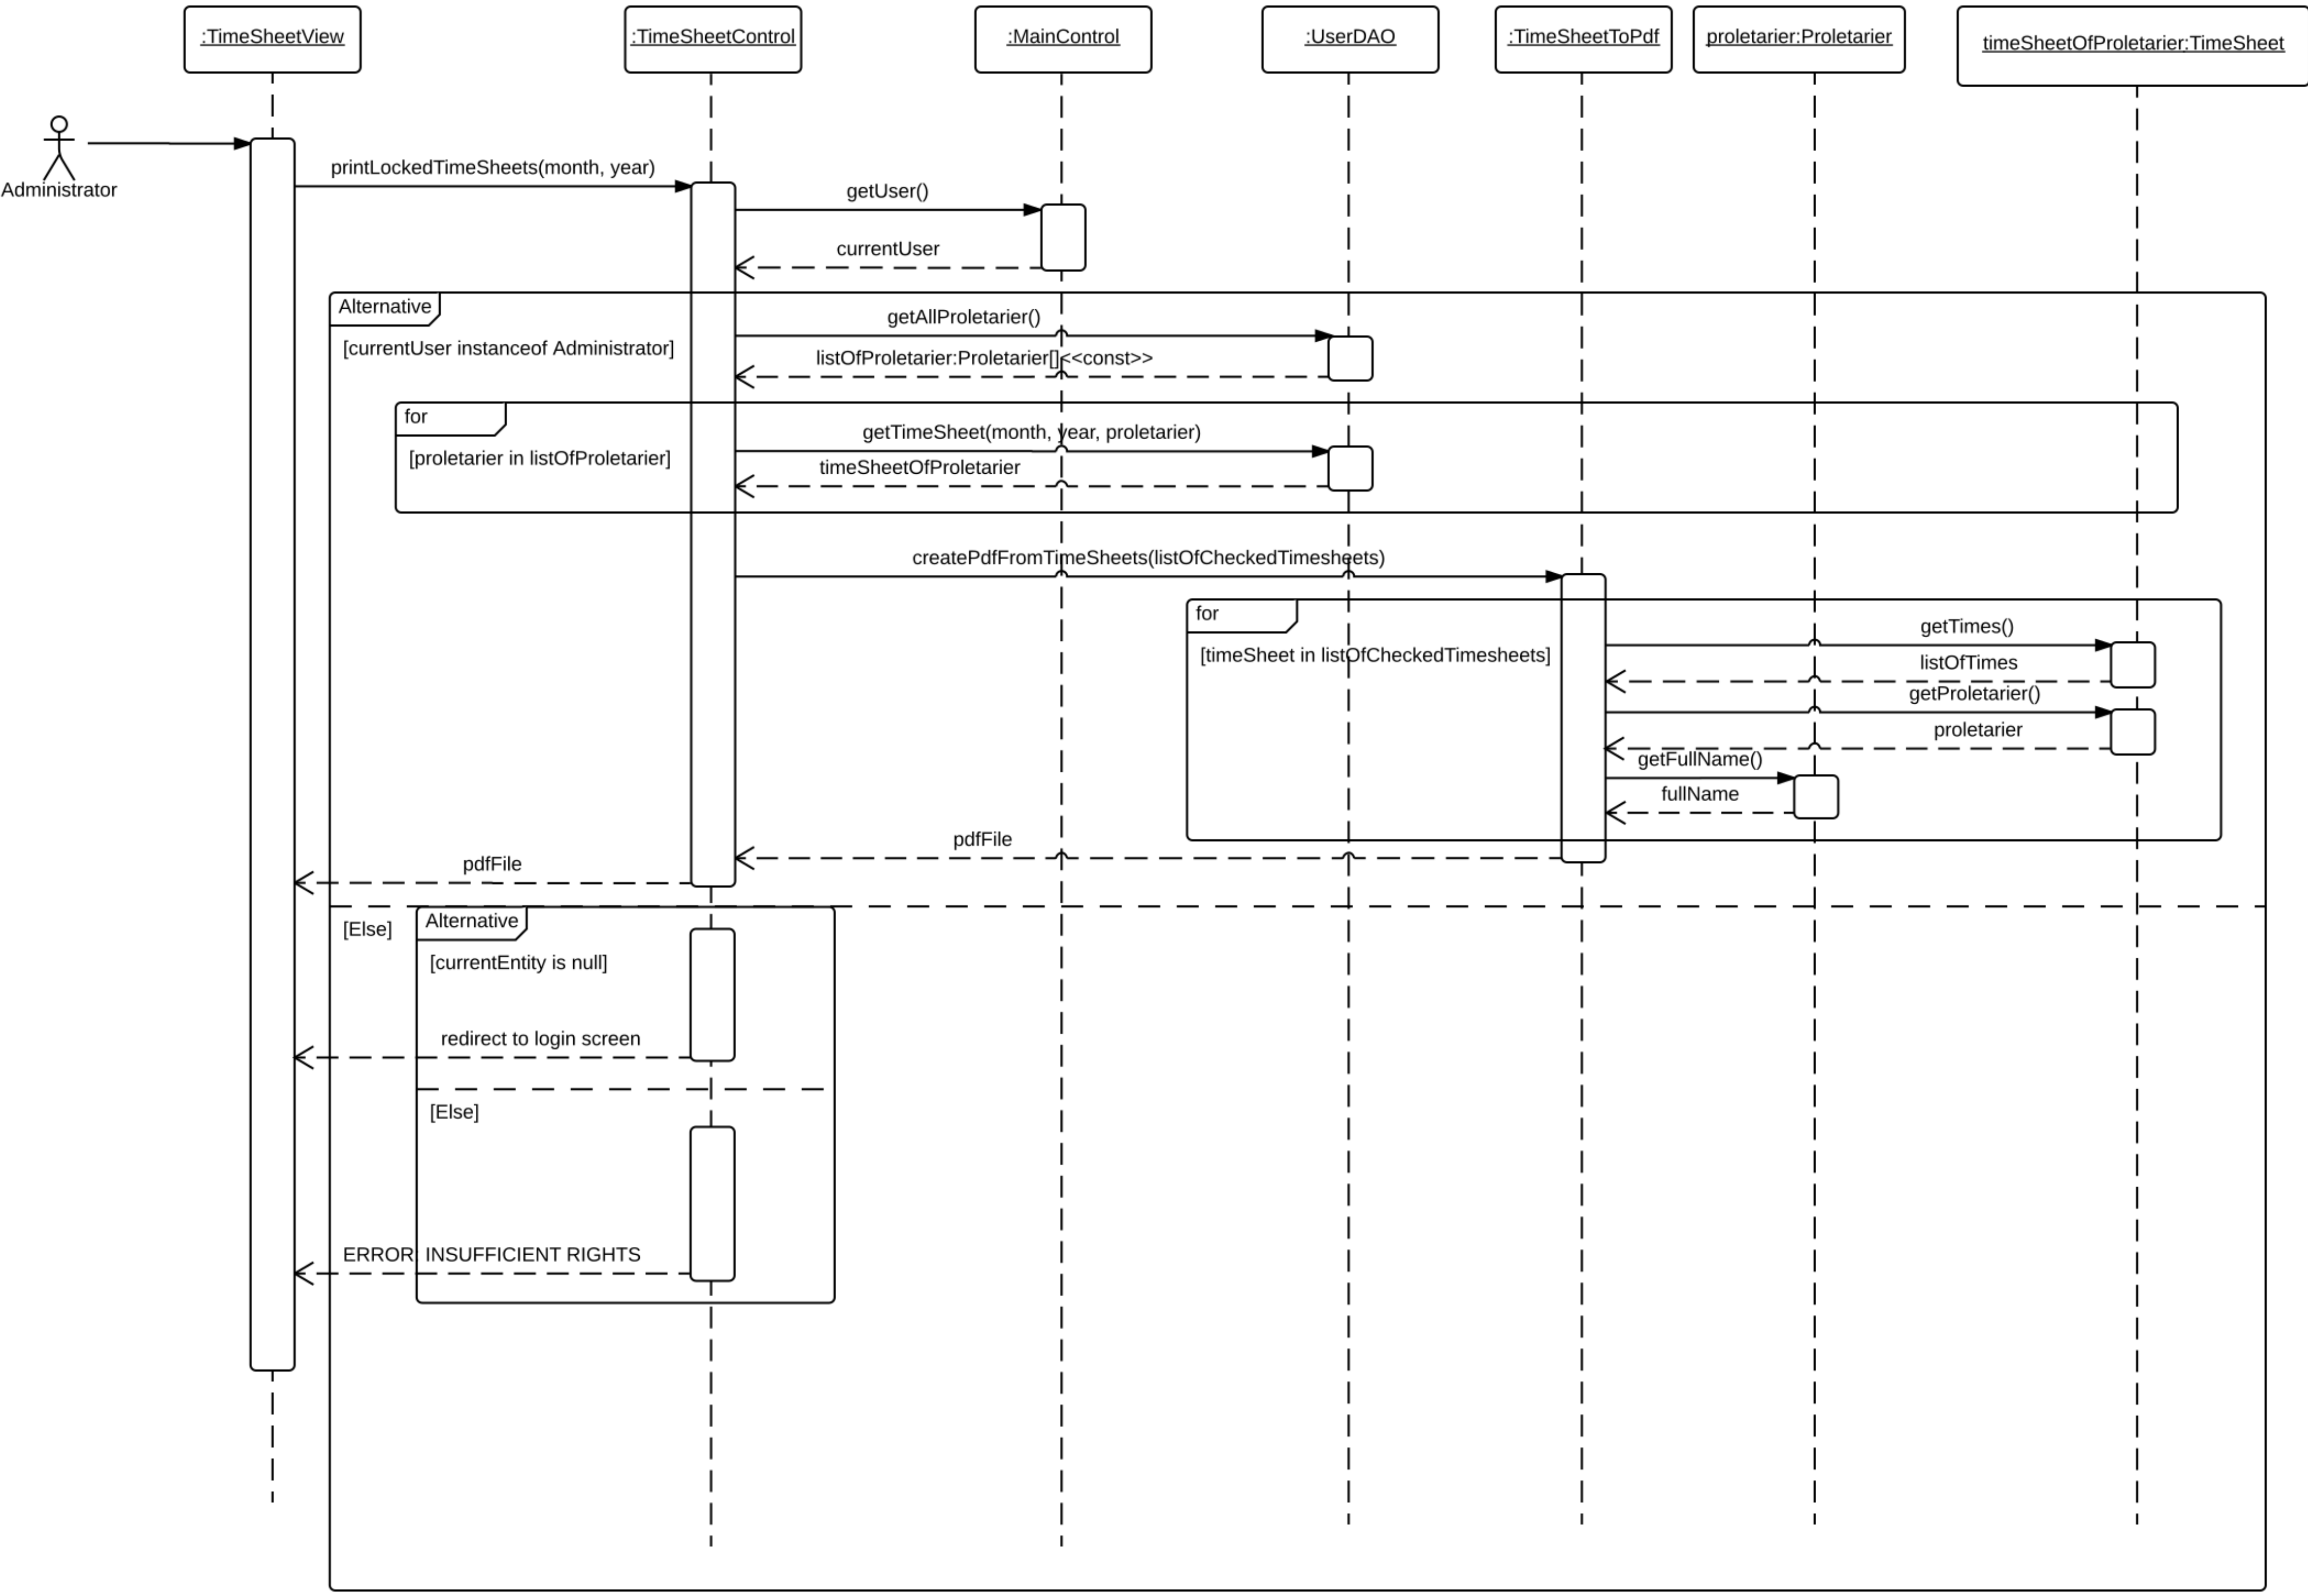 :TimeSheetView
:TimeSheetControl
:MainControl
:UserDAO
:TimeSheetToPdf
proletarier:Proletarier
timeSheetOfProletarier:TimeSheet
Administrator
printLockedTimeSheets(month, year)
getUser()
currentUser
Alternative
[currentUser instanceof Administrator]
getAllProletarier()
listOfProletarier:Proletarier[]<<const>>
for
[proletarier in listOfProletarier]
getTimeSheet(month, year, proletarier)
timeSheetOfProletarier
createPdfFromTimeSheets(listOfCheckedTimesheets)
for
[timeSheet in listOfCheckedTimesheets]
getTimes()
listOfTimes
getProletarier()
proletarier
getFullName()
fullName
pdfFile
pdfFile
[Else]
Alternative
[currentEntity is null]
redirect to login screen
[Else]
ERROR: INSUFFICIENT RIGHTS